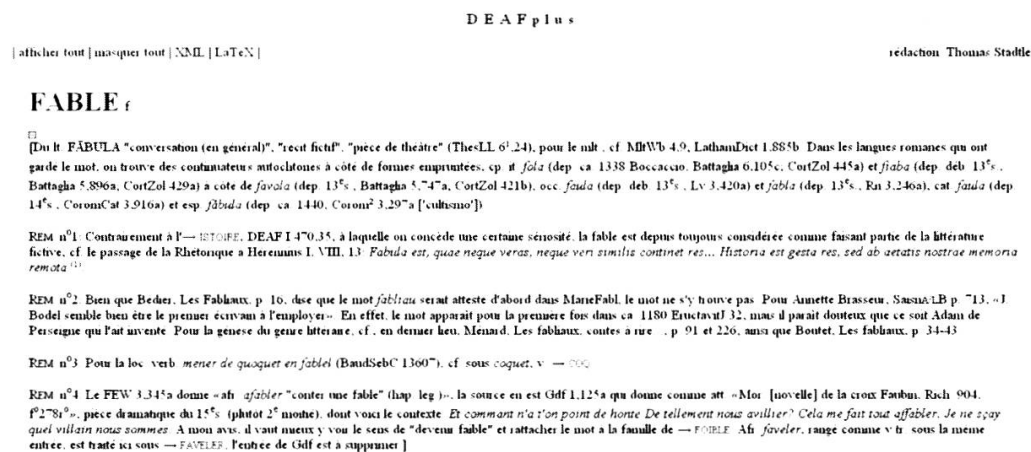 DEAFplus
| afficher tout | masquer tout | XML | LaTeX |
rédaction Thomas Städtle
FABLE f
[Du lt. FĀBULA "conversation (en général)", "récit fictif", "pièce de théâtre" (ThesLL 6¹,24), pour le mlt., cf. MltWb 4,9, LathamDict 1,885b. Dans les langues romanes qui ont
gardé le mot, on trouve des continuateurs autochtones à côté de formes empruntées, cp. it. fola (dep. ca. 1338 Boccaccio, Battaglia 6,105c, CortZol 445a) et fiaba (dep. déb. 13ᵉs.,
Battaglia 5,896a, CortZol 429a) à côté de favola (dep. 13ᵉs., Battaglia 5,747a, CortZol 421b), occ. faula (dep. déb. 13ᵉs., Lv 3,420a) et fabla (dep. 13ᵉs., Rn 3,246a), cat. faula (dep.
14ᵉs., CoromCat 3,916a) et esp. fábula (dep. ca. 1440, Corom² 3,297a ['cultismo'])
REM n°1: Contrairement à l'→ ISTOIRE, DEAF I 470,35, à laquelle on concède une certaine sériosité, la fable est depuis toujours considérée comme faisant partie de la littérature
fictive, cf. le passage de la Rhétorique a Herennius I, VIII, 13: Fabula est, quae neque veras, neque veri similis continet res... Historia est gesta res, sed ab aetatis nostrae memoria
remota
REM n°2. Bien que Bedier, Les Fabliaux, p. 16, dise que le mot fabliau serait attesté d'abord dans MarieFabl, le mot ne s'y trouve pas. Pour Annette Brasseur, SaisnA/LB p. 713, «J.
Bodel semble bien être le premier écrivain à l'employer». En effet, le mot apparaît pour la première fois dans ca. 1180 EructavitJ 32, mais il paraît douteux que ce soit Adam de
Perseigne qui l'ait inventé. Pour la genèse du genre littéraire, cf., en dernier lieu, Ménard, Les fabliaux, contes à rire..., p. 91 et 226, ainsi que Boutet, Les fabliaux, p. 34-43
REM n°3 Pour la loc. verb. mener de quoquet en fablel (BaudSebC 1360⁷), cf. sous coquet, v. → COQ
REM n°4 Le FEW 3,345a donne «afr. afabler "conter une fable" (hap. leg.)», la source en est Gdf 1,125a qui donne comme att. «Mor. [novelle] de la croix Faubin, Rich. 904,
f°278r°», pièce dramatique du 15ᵉs. (plutôt 2ᵉ moitié), dont voici le contexte: Et commant n'a t'on point de honte De tellement nous avillier? Cela me fait tout affabler, Je ne sçay
quel villain nous sommes. A mon avis, il vaut mieux y voir le sens de "devenir faible" et rattacher le mot à la famille de → FOIBLE. Afr. faveler, rangé comme v.tr. sous la même
entrée, est traité ici sous → FAVELER, l'entrée de Gdf est à supprimer.]